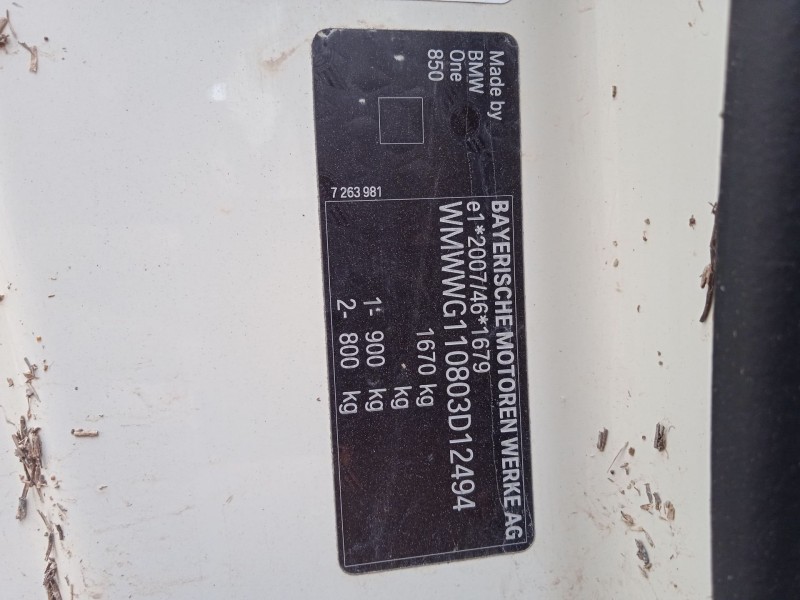 Made by
BMW
One
850
7 263 981
BAYERISCHE MOTOREN WERKE AG
e1*2007/46*1679
WMWWG110803D12494
1670 kg
kg
1- 900 kg
2- 800 kg